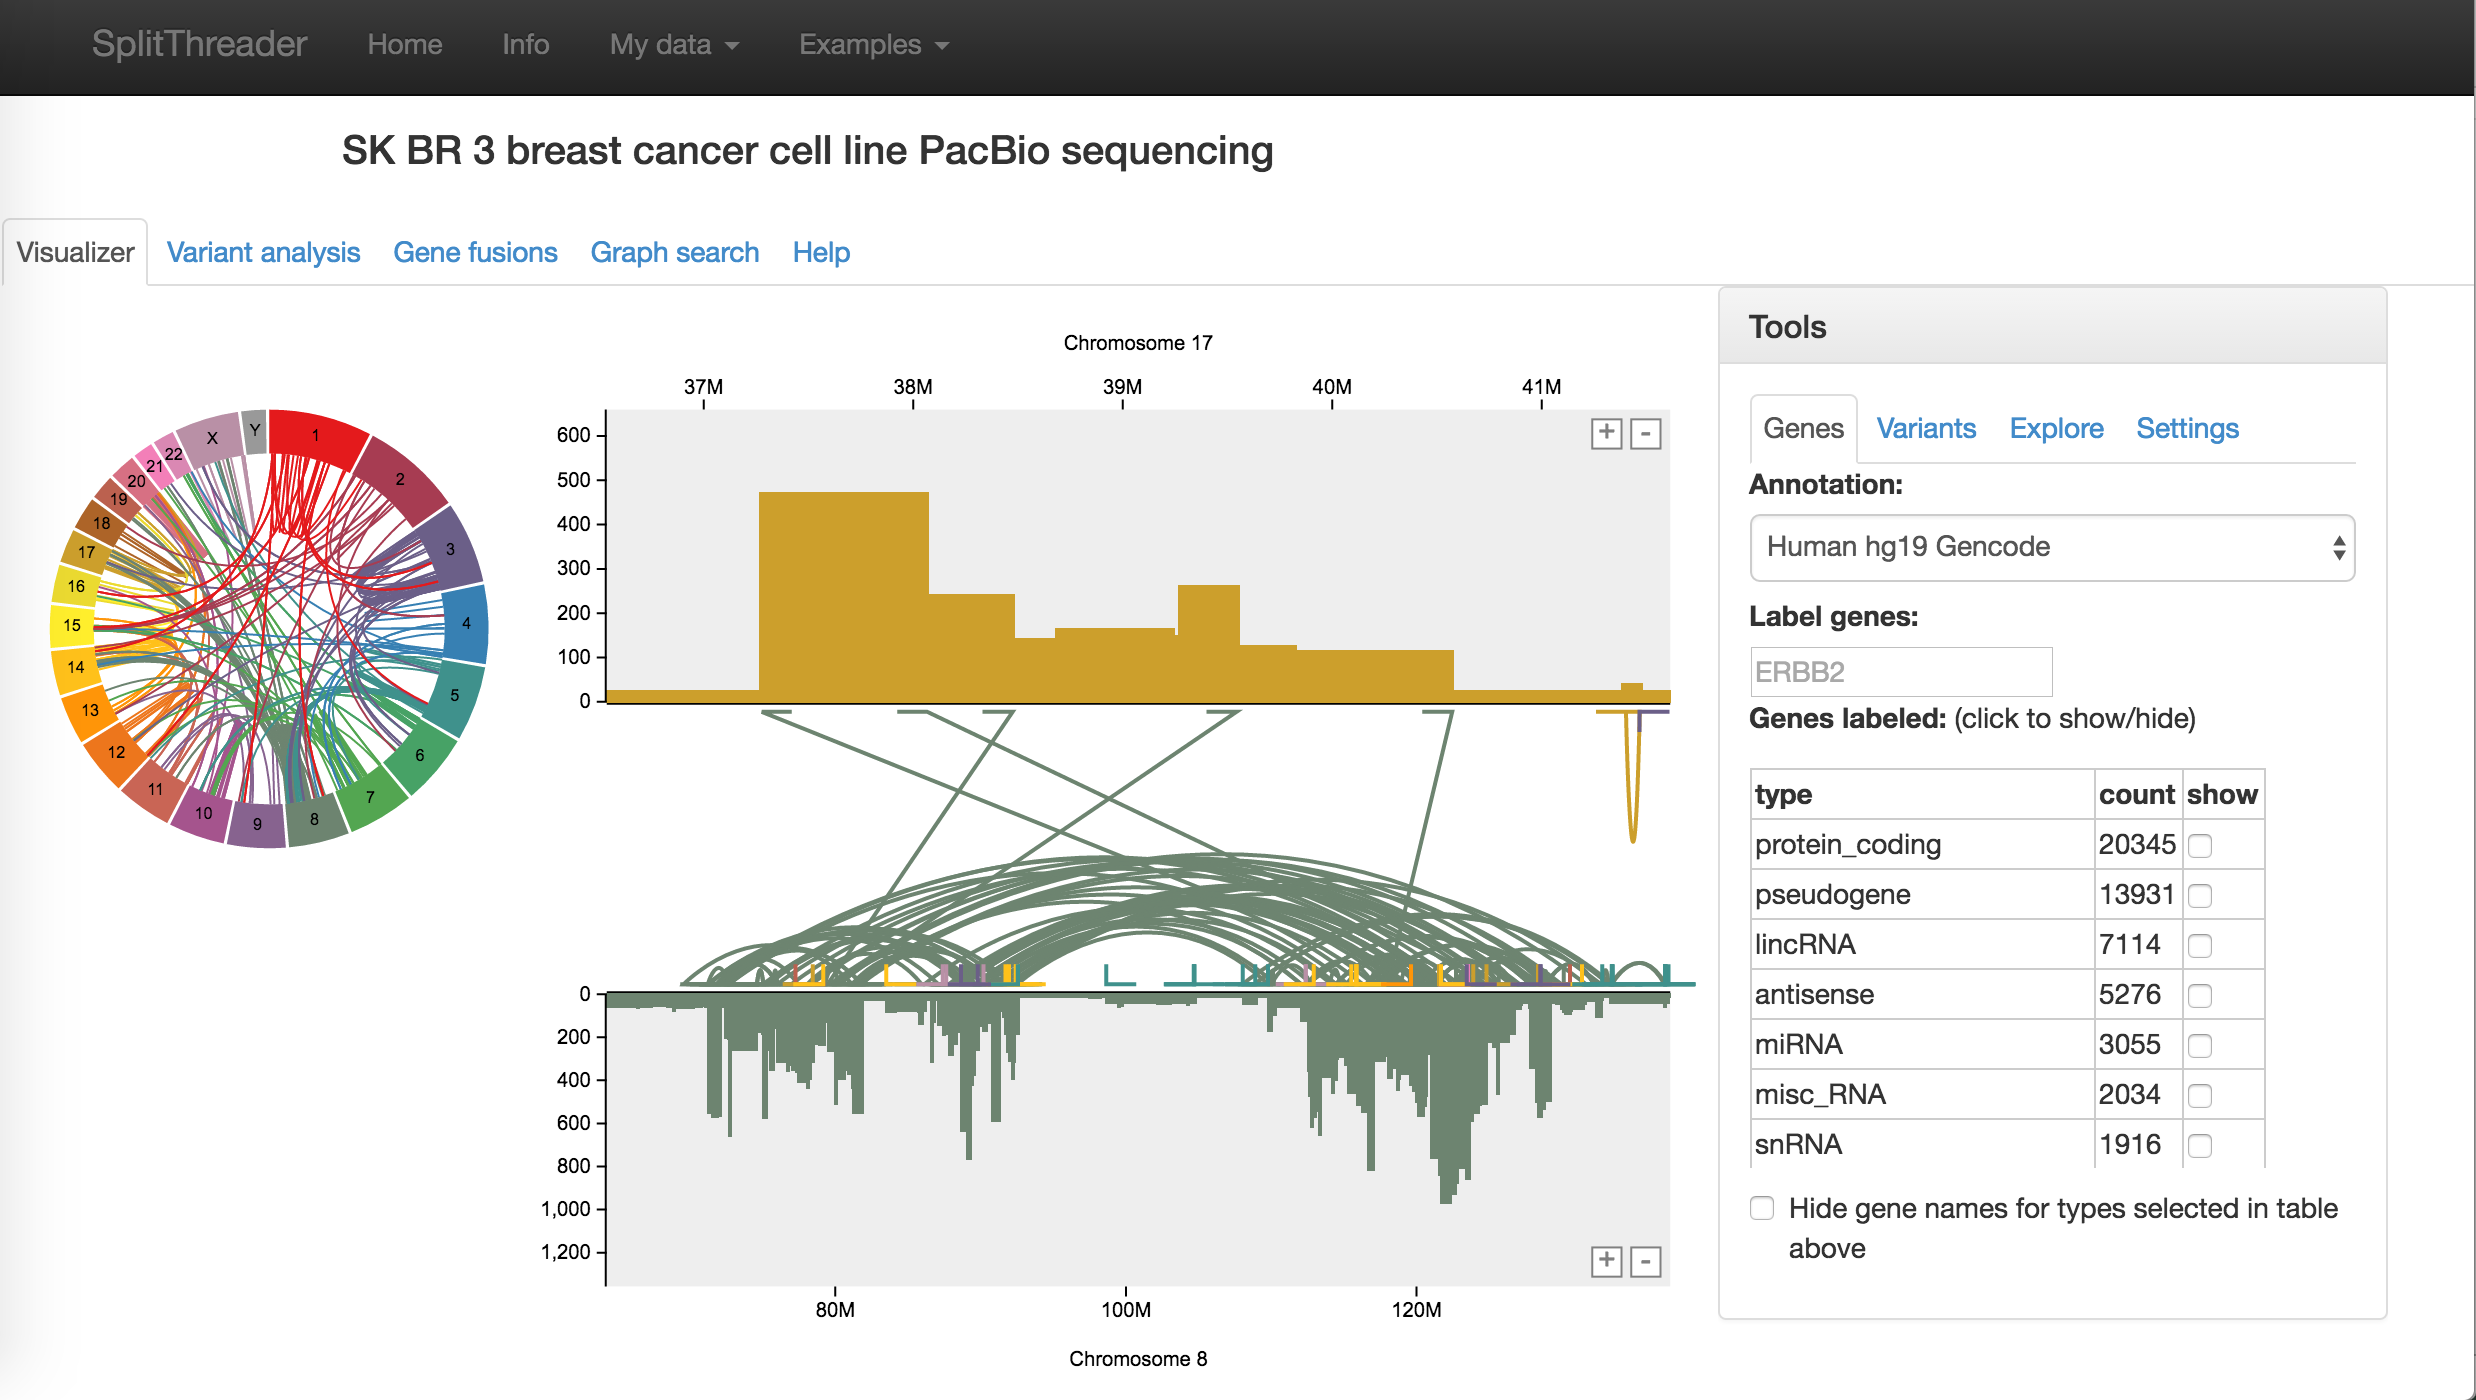 SplitThreader Home Info My data Examples
SK BR 3 breast cancer cell line PacBio sequencing
Visualizer Variant analysis Gene fusions Graph search Help
1
2
3
4
5
6
7
8
9
10
11
12
13
14
15
16
17
18
19
20
21
22
X
Y
Chromosome 17
37M 38M 39M 40M 41M
600
500
400
300
200
100
0
+ -
0
200
400
600
800
1,000
1,200
+ -
80M 100M 120M
Chromosome 8
Tools
Genes Variants Explore Settings
Annotation:
Human hg19 Gencode
Label genes:
ERBB2
Genes labeled: (click to show/hide)
type count show
protein_coding 20345
pseudogene 13931
lincRNA 7114
antisense 5276
miRNA 3055
misc_RNA 2034
snRNA 1916
Hide gene names for types selected in table
above